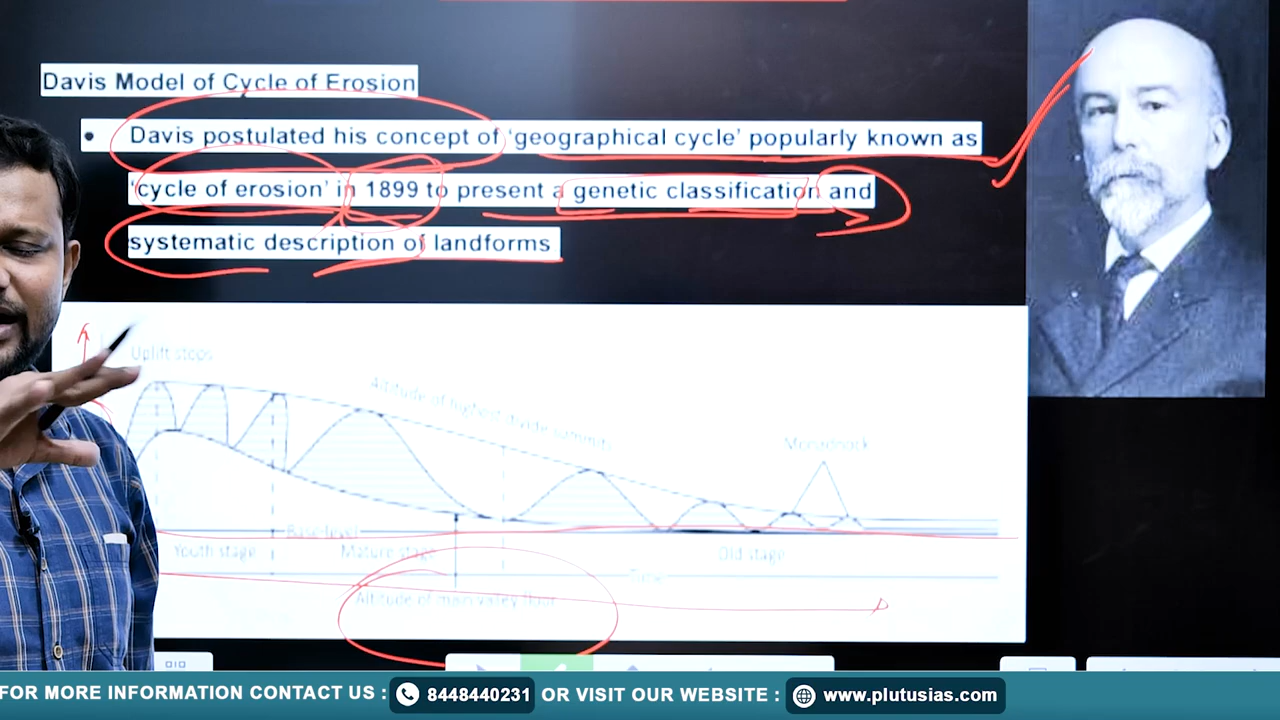 Davis Model of Cycle of Erosion
• Davis postulated his concept of ‘geographical cycle’ popularly known as
‘cycle of erosion’ in 1899 to present a genetic classification and
systematic description of landforms
Uplift stops
Altitude of highest divide summits
Monadnock
Base level
Youth stage
Mature stage
Old stage
Time
Altitude of main valley floor
FOR MORE INFORMATION CONTACT US : 8448440231 OR VISIT OUR WEBSITE : www.plutusias.com